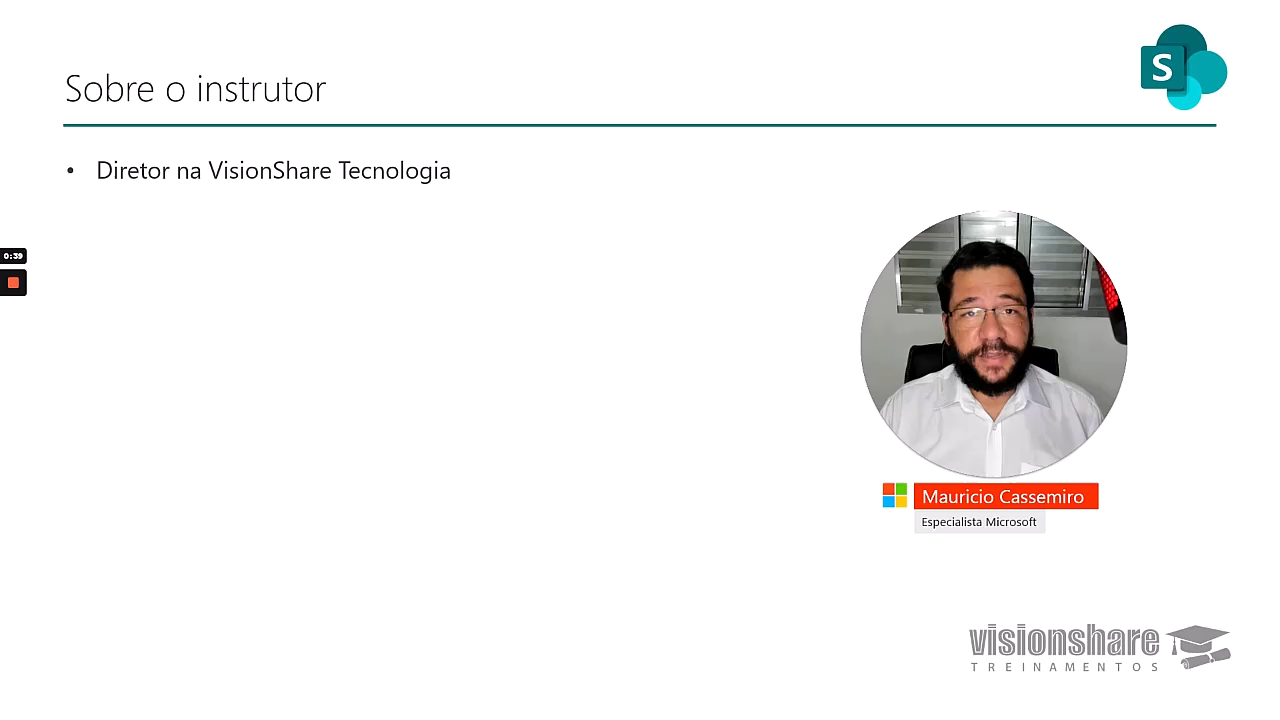 Sobre o instrutor
S
• Diretor na VisionShare Tecnologia
0:39
Mauricio Cassemiro
Especialista Microsoft
visionshare
TREINAMENTOS